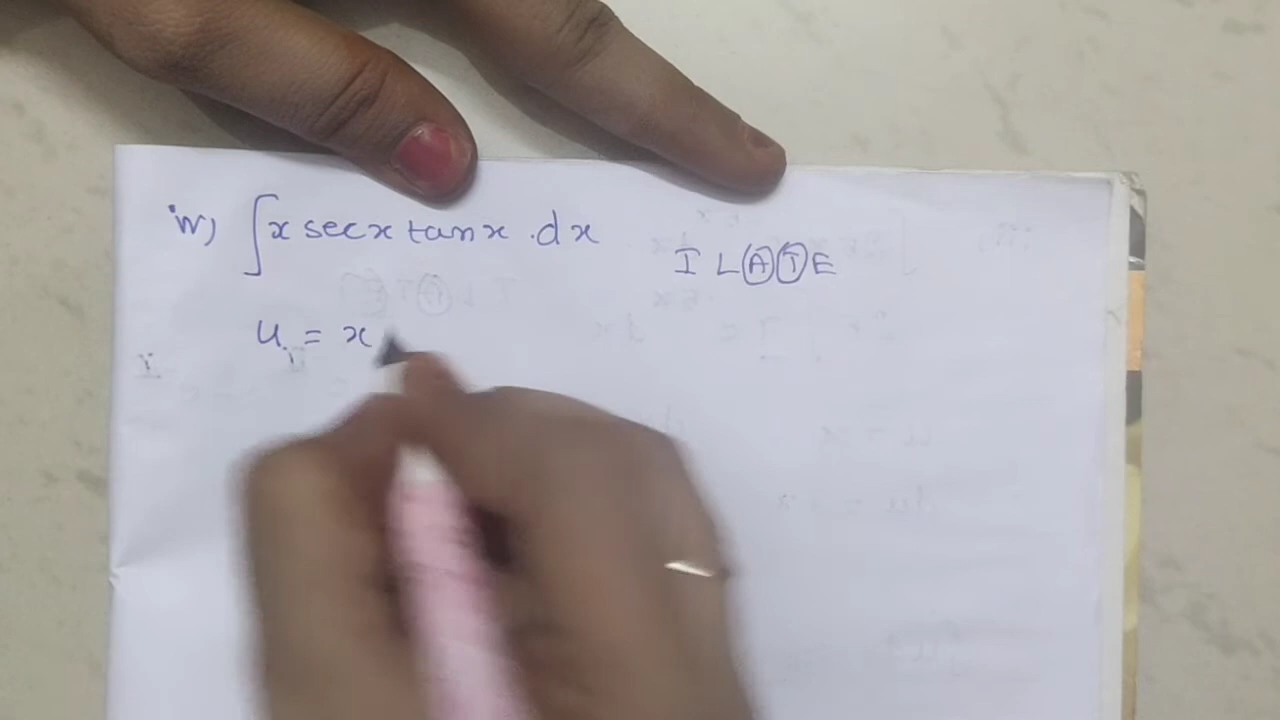 iv) ∫x secx tanx .dx
I L A T E
u = x